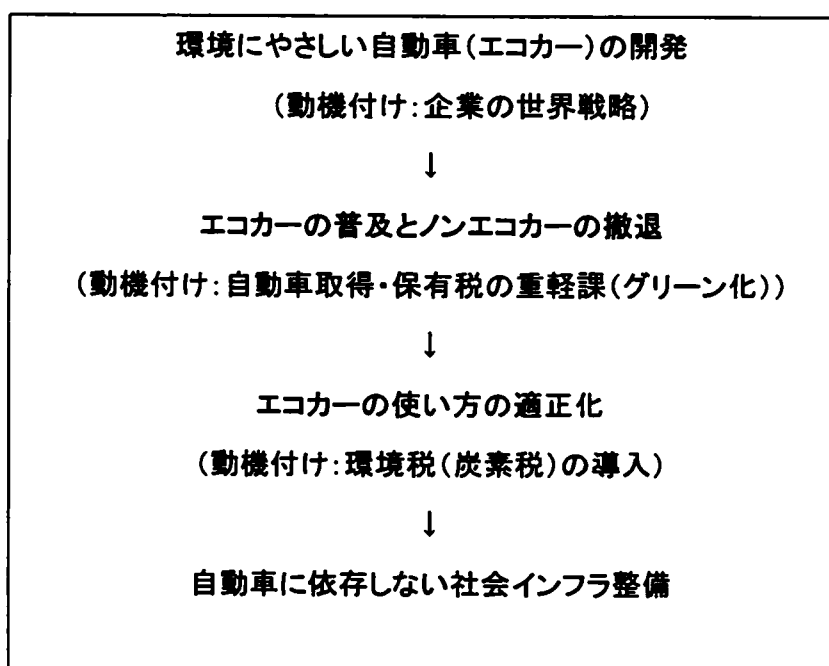 環境にやさしい自動車(エコカー)の開発
(動機付け:企業の世界戦略)
↓
エコカーの普及とノンエコカーの撤退
(動機付け:自動車取得・保有税の重軽課(グリーン化))
↓
エコカーの使い方の適正化
(動機付け:環境税(炭素税)の導入)
↓
自動車に依存しない社会インフラ整備